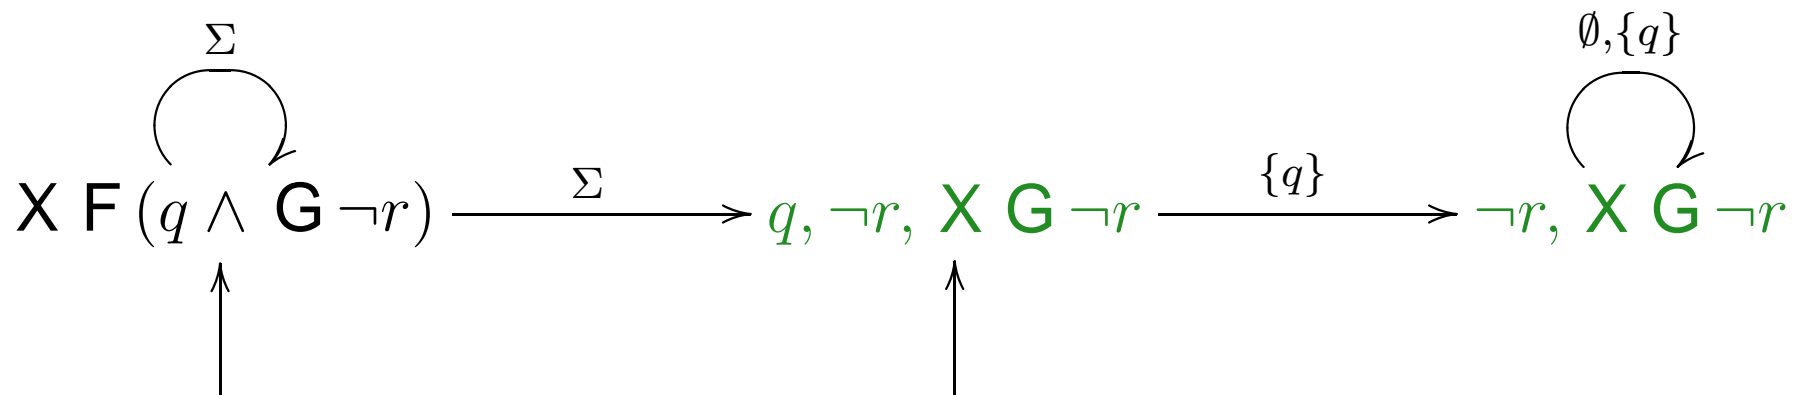 Σ
∅,{q}
Σ
{q}
X F(q ∧ G ¬r)
q, ¬r, X G ¬r
¬r, X G ¬r